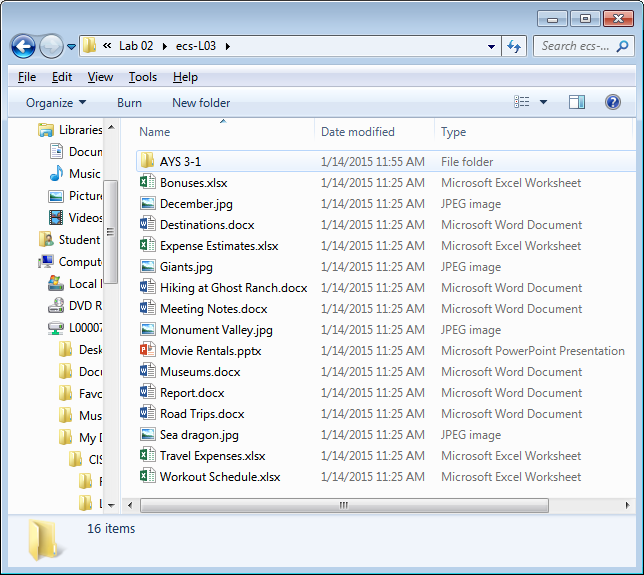 « Lab 02 ▸ ecs-L03 ▸ Search ecs-...
File Edit View Tools Help
Organize Burn New folder
Name Date modified Type
Libraries
Docum
Music
Picture
Videos
Student
Comput
Local
DVD R
L00007
Desk
Docu
Favo
Mus
My D
CIS
AYS 3-1 1/14/2015 11:55 AM File folder
Bonuses.xlsx 1/14/2015 11:25 AM Microsoft Excel Worksheet
December.jpg 1/14/2015 11:25 AM JPEG image
Destinations.docx 1/14/2015 11:25 AM Microsoft Word Document
Expense Estimates.xlsx 1/14/2015 11:25 AM Microsoft Excel Worksheet
Giants.jpg 1/14/2015 11:25 AM JPEG image
Hiking at Ghost Ranch.docx 1/14/2015 11:25 AM Microsoft Word Document
Meeting Notes.docx 1/14/2015 11:25 AM Microsoft Word Document
Monument Valley.jpg 1/14/2015 11:25 AM JPEG image
Movie Rentals.pptx 1/14/2015 11:25 AM Microsoft PowerPoint Presentation
Museums.docx 1/14/2015 11:25 AM Microsoft Word Document
Report.docx 1/14/2015 11:25 AM Microsoft Word Document
Road Trips.docx 1/14/2015 11:25 AM Microsoft Word Document
Sea dragon.jpg 1/14/2015 11:25 AM JPEG image
Travel Expenses.xlsx 1/14/2015 11:25 AM Microsoft Excel Worksheet
Workout Schedule.xlsx 1/14/2015 11:25 AM Microsoft Excel Worksheet
16 items